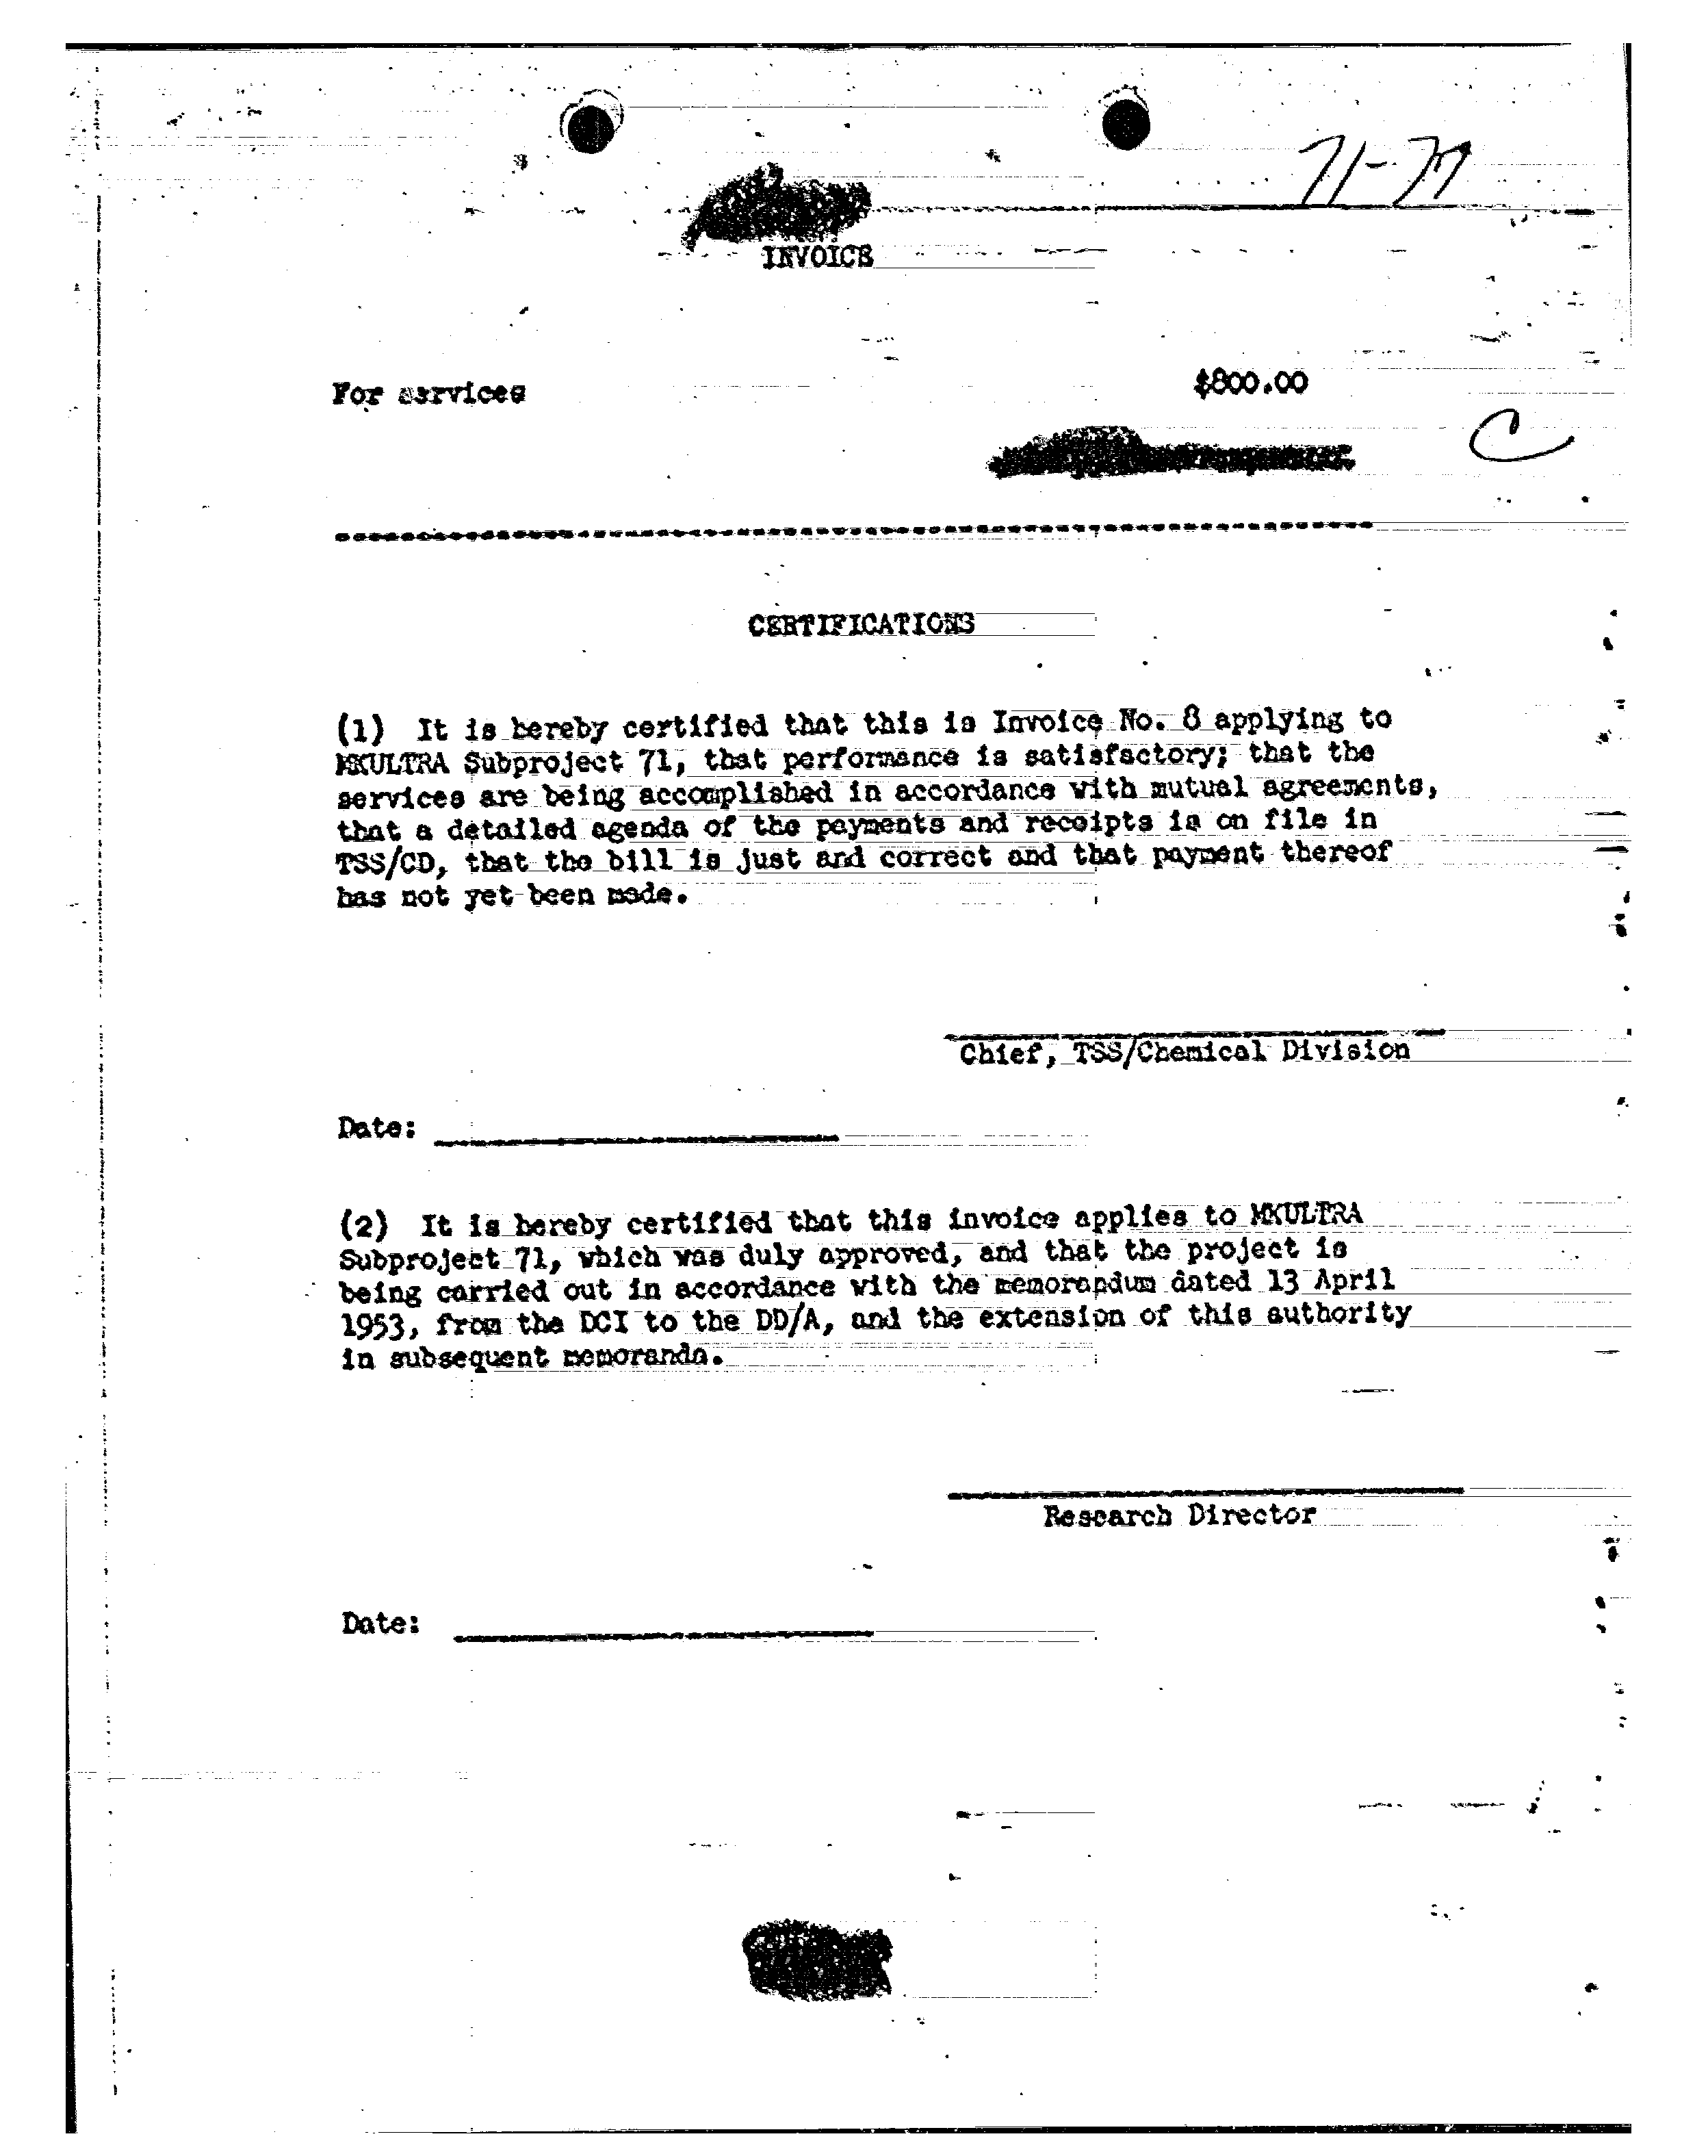 71-77
INVOICE
For services $800.00
C
CERTIFICATIONS
(1) It is hereby certified that this is Invoice No. 8 applying to
MKULTRA Subproject 71, that performance is satisfactory; that the
services are being accomplished in accordance with mutual agreements,
that a detailed agenda of the payments and receipts is on file in
TSS/CD, that the bill is just and correct and that payment thereof
has not yet been made.
Chief, TSS/Chemical Division
Date:
(2) It is hereby certified that this invoice applies to MKULTRA
Subproject 71, which was duly approved, and that the project is
being carried out in accordance with the memorandum dated 13 April
1953, from the DCI to the DD/A, and the extension of this authority
in subsequent memoranda.
Research Director
Date: